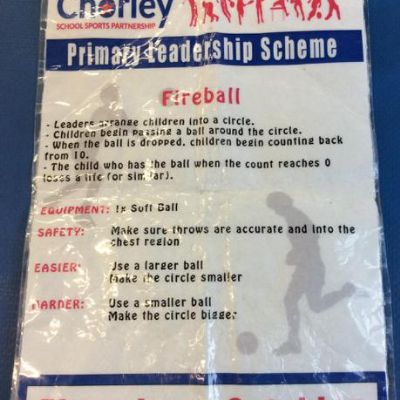 Chorley
SCHOOL SPORTS PARTNERSHIP
Primary Leadership Scheme
Fireball
- Leaders arrange children into a circle.
- Children begin passing a ball around the circle.
- When the ball is dropped, children begin counting back
from 10.
- The child who has the ball when the count reaches 0
loses a life (or similar).
EQUIPMENT: 1x Soft Ball
SAFETY: Make sure throws are accurate and into the
chest region
EASIER: Use a larger ball
Make the circle smaller
HARDER: Use a smaller ball
Make the circle bigger